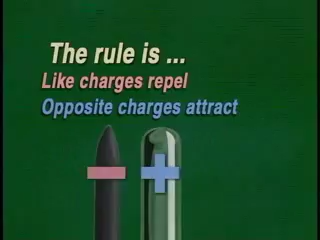 The rule is ...
Like charges repel
Opposite charges attract
− +